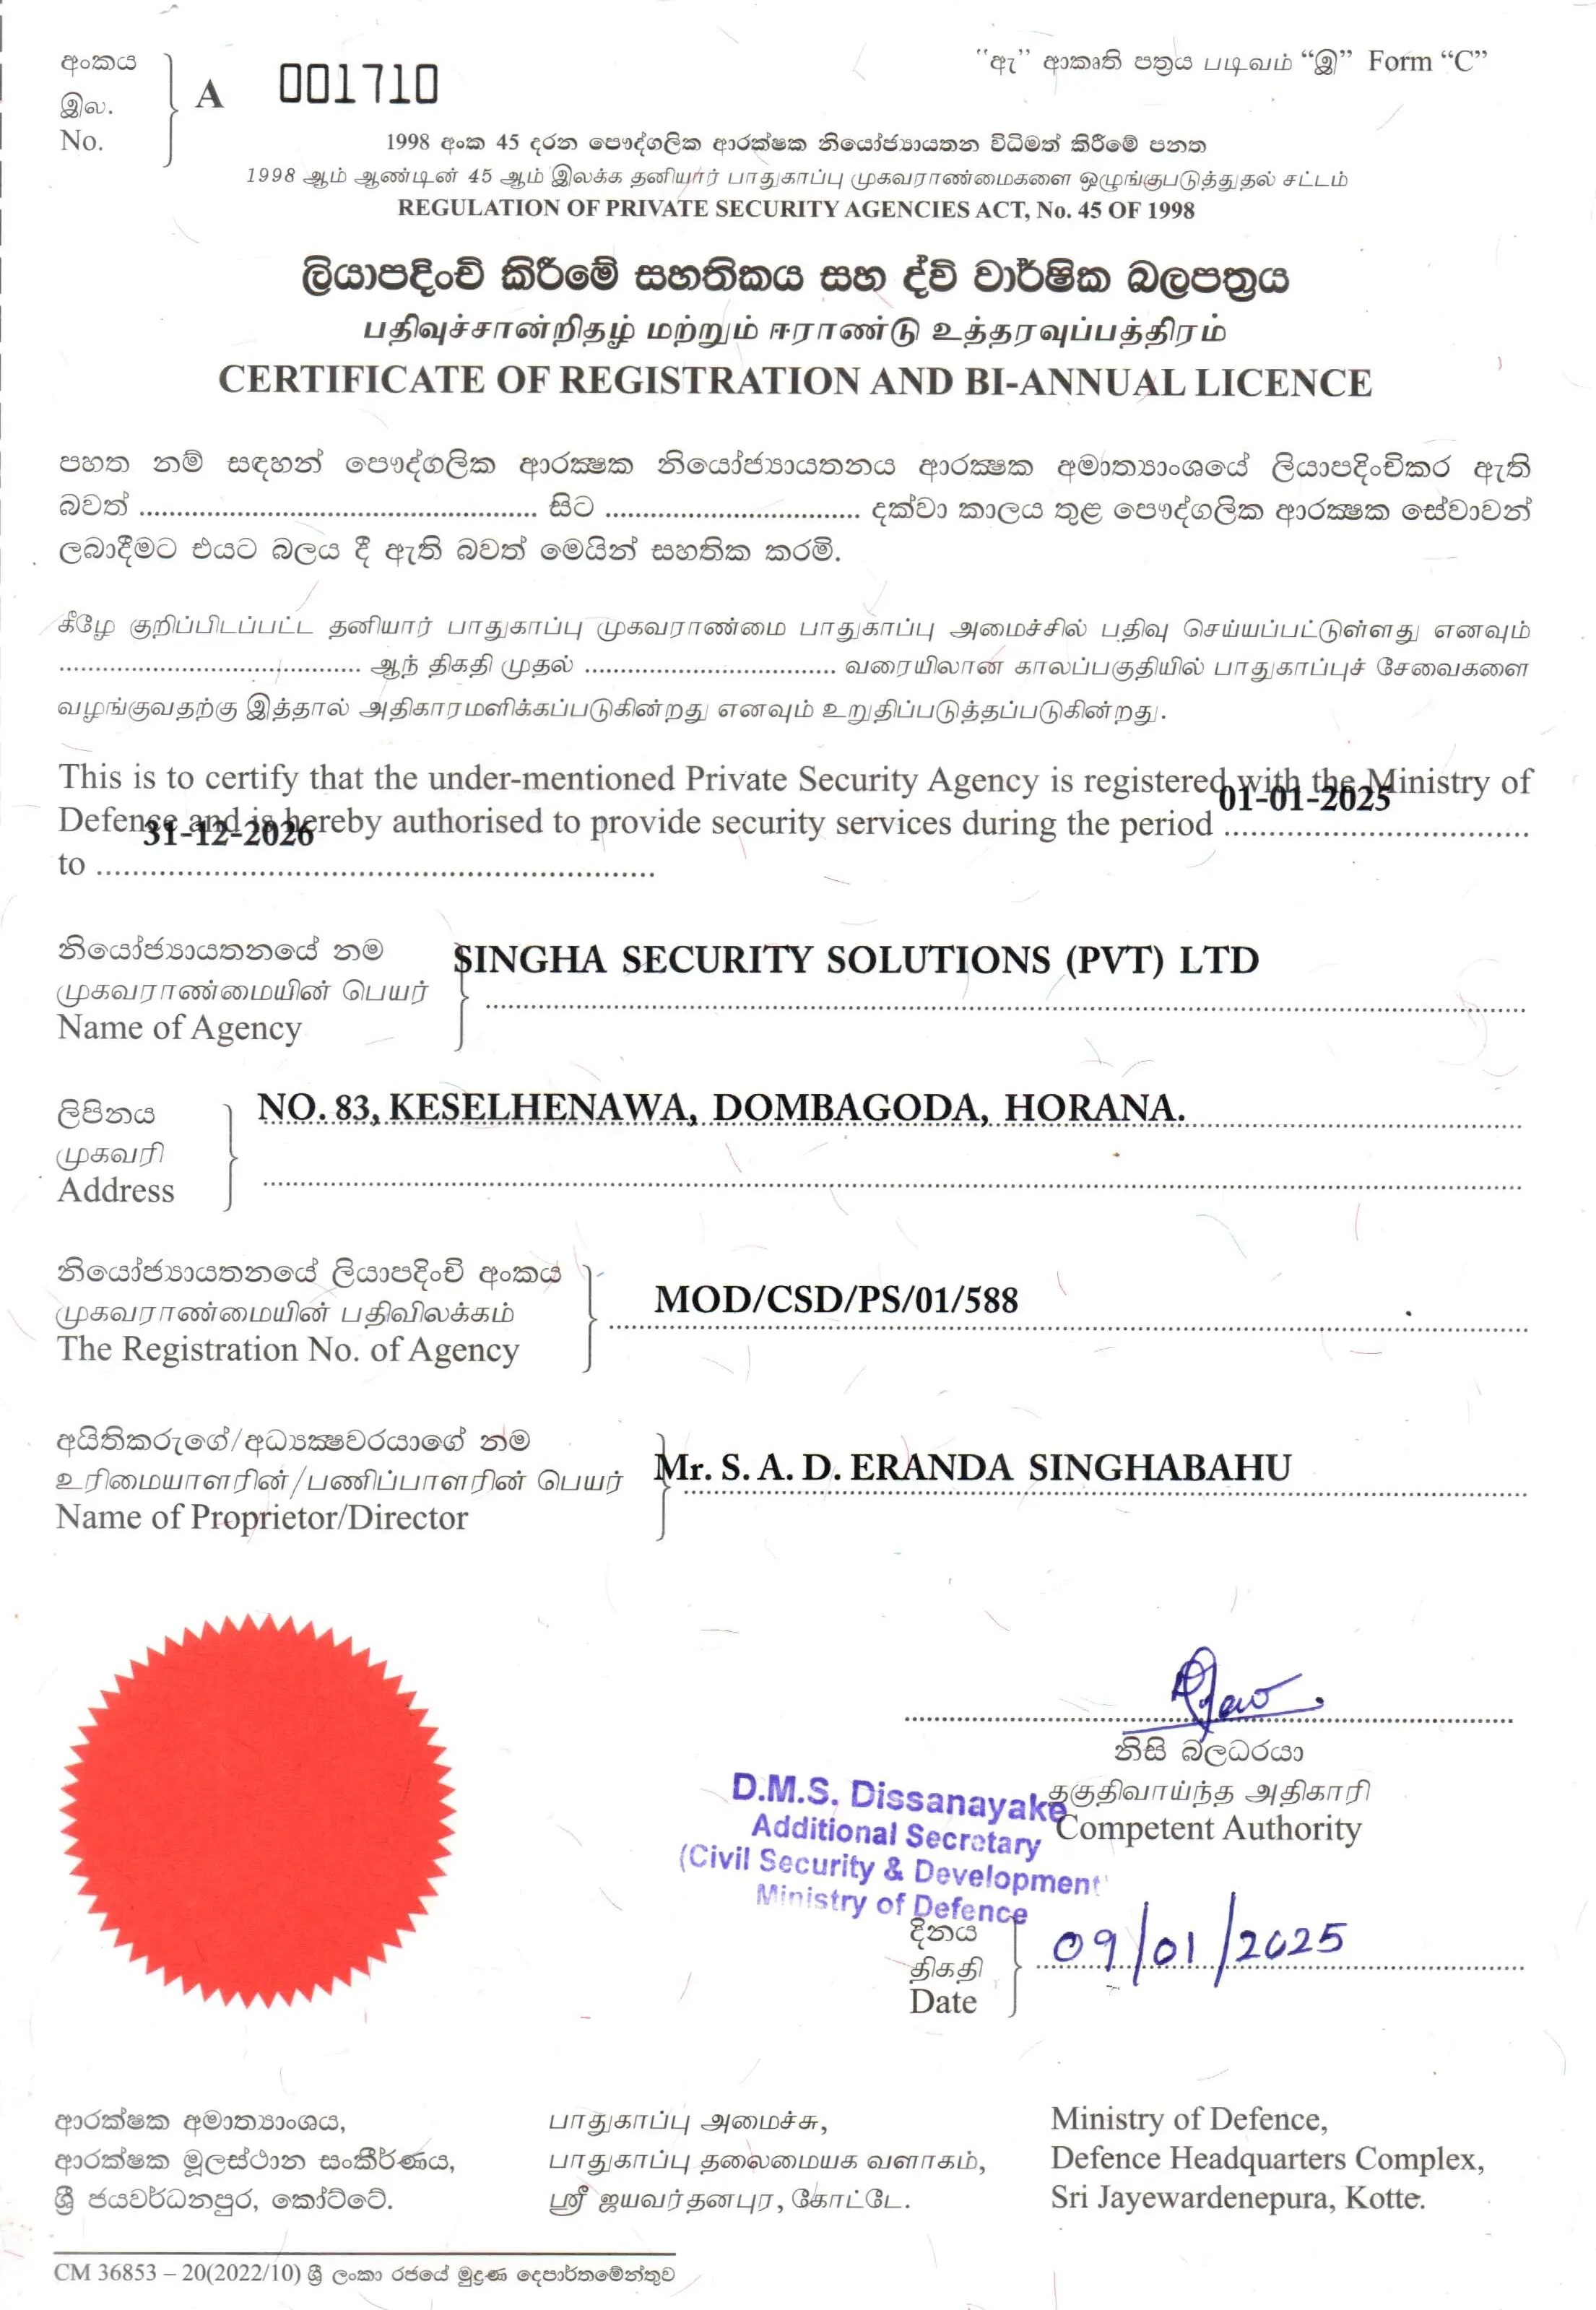 අංකය
இல.
No.
A 001710
“ඇ” ආකෘති පත්‍රය படிவம் “இ” Form “C”
1998 අංක 45 දරන පෞද්ගලික ආරක්ෂක නියෝජ්‍යායතන විධිමත් කිරීමේ පනත
1998 ஆம் ஆண்டின் 45 ஆம் இலக்க தனியார் பாதுகாப்பு முகவராண்மைகளை ஒழுங்குபடுத்துதல் சட்டம்
REGULATION OF PRIVATE SECURITY AGENCIES ACT, No. 45 OF 1998
ලියාපදිංචි කිරීමේ සහතිකය සහ ද්වි වාර්ෂික බලපත්‍රය
பதிவுச்சான்றிதழ் மற்றும் ஈராண்டு உத்தரவுப்பத்திரம்
CERTIFICATE OF REGISTRATION AND BI-ANNUAL LICENCE
පහත නම් සඳහන් පෞද්ගලික ආරක්‍ෂක නියෝජ්‍යායතනය ආරක්‍ෂක අමාත්‍යාංශයේ ලියාපදිංචිකර ඇති
බවත් ........................................ සිට ........................................ දක්වා කාලය තුළ පෞද්ගලික ආරක්‍ෂක සේවාවන්
ලබාදීමට එයට බලය දී ඇති බවත් මෙයින් සහතික කරමි.
கீழே குறிப்பிடப்பட்ட தனியார் பாதுகாப்பு முகவராண்மை பாதுகாப்பு அமைச்சில் பதிவு செய்யப்பட்டுள்ளது எனவும்
........................................ ஆந் திகதி முதல் ........................................ வரையிலான காலப்பகுதியில் பாதுகாப்புச் சேவைகளை
வழங்குவதற்கு இத்தால் அதிகாரமளிக்கப்படுகின்றது எனவும் உறுதிப்படுத்தப்படுகின்றது.
This is to certify that the under-mentioned Private Security Agency is registered with the Ministry of
Defence and is hereby authorised to provide security services during the period 01-01-2025
to 31-12-2026
නියෝජ්‍යායතනයේ නම
முகவராண்மையின் பெயர்
Name of Agency
SINGHA SECURITY SOLUTIONS (PVT) LTD
ලිපිනය
முகவரி
Address
NO. 83, KESELHENAWA, DOMBAGODA, HORANA.
නියෝජ්‍යායතනයේ ලියාපදිංචි අංකය
முகவராண்மையின் பதிவிலக்கம்
The Registration No. of Agency
MOD/CSD/PS/01/588
අයිතිකරුගේ/අධ්‍යක්‍ෂවරයාගේ නම
உரிமையாளரின்/பணிப்பாளரின் பெயர்
Name of Proprietor/Director
Mr. S. A. D. ERANDA SINGHABAHU
නිසි බලධරයා
தகுதிவாய்ந்த அதிகாரி
Competent Authority
D.M.S. Dissanayake
Additional Secretary
(Civil Security & Development
Ministry of Defence
දිනය
திகதி
Date
09/01/2025
ආරක්ෂක අමාත්‍යාංශය,
ආරක්ෂක මූලස්ථාන සංකීර්ණය,
ශ්‍රී ජයවර්ධනපුර, කෝට්ටේ.
பாதுகாப்பு அமைச்சு,
பாதுகாப்பு தலைமையக வளாகம்,
ஸ்ரீ ஜயவர்தனபுர, கோட்டே.
Ministry of Defence,
Defence Headquarters Complex,
Sri Jayewardenepura, Kotte.
CM 36853 – 20(2022/10) ශ්‍රී ලංකා රජයේ මුද්‍රණ දෙපාර්තමේන්තුව